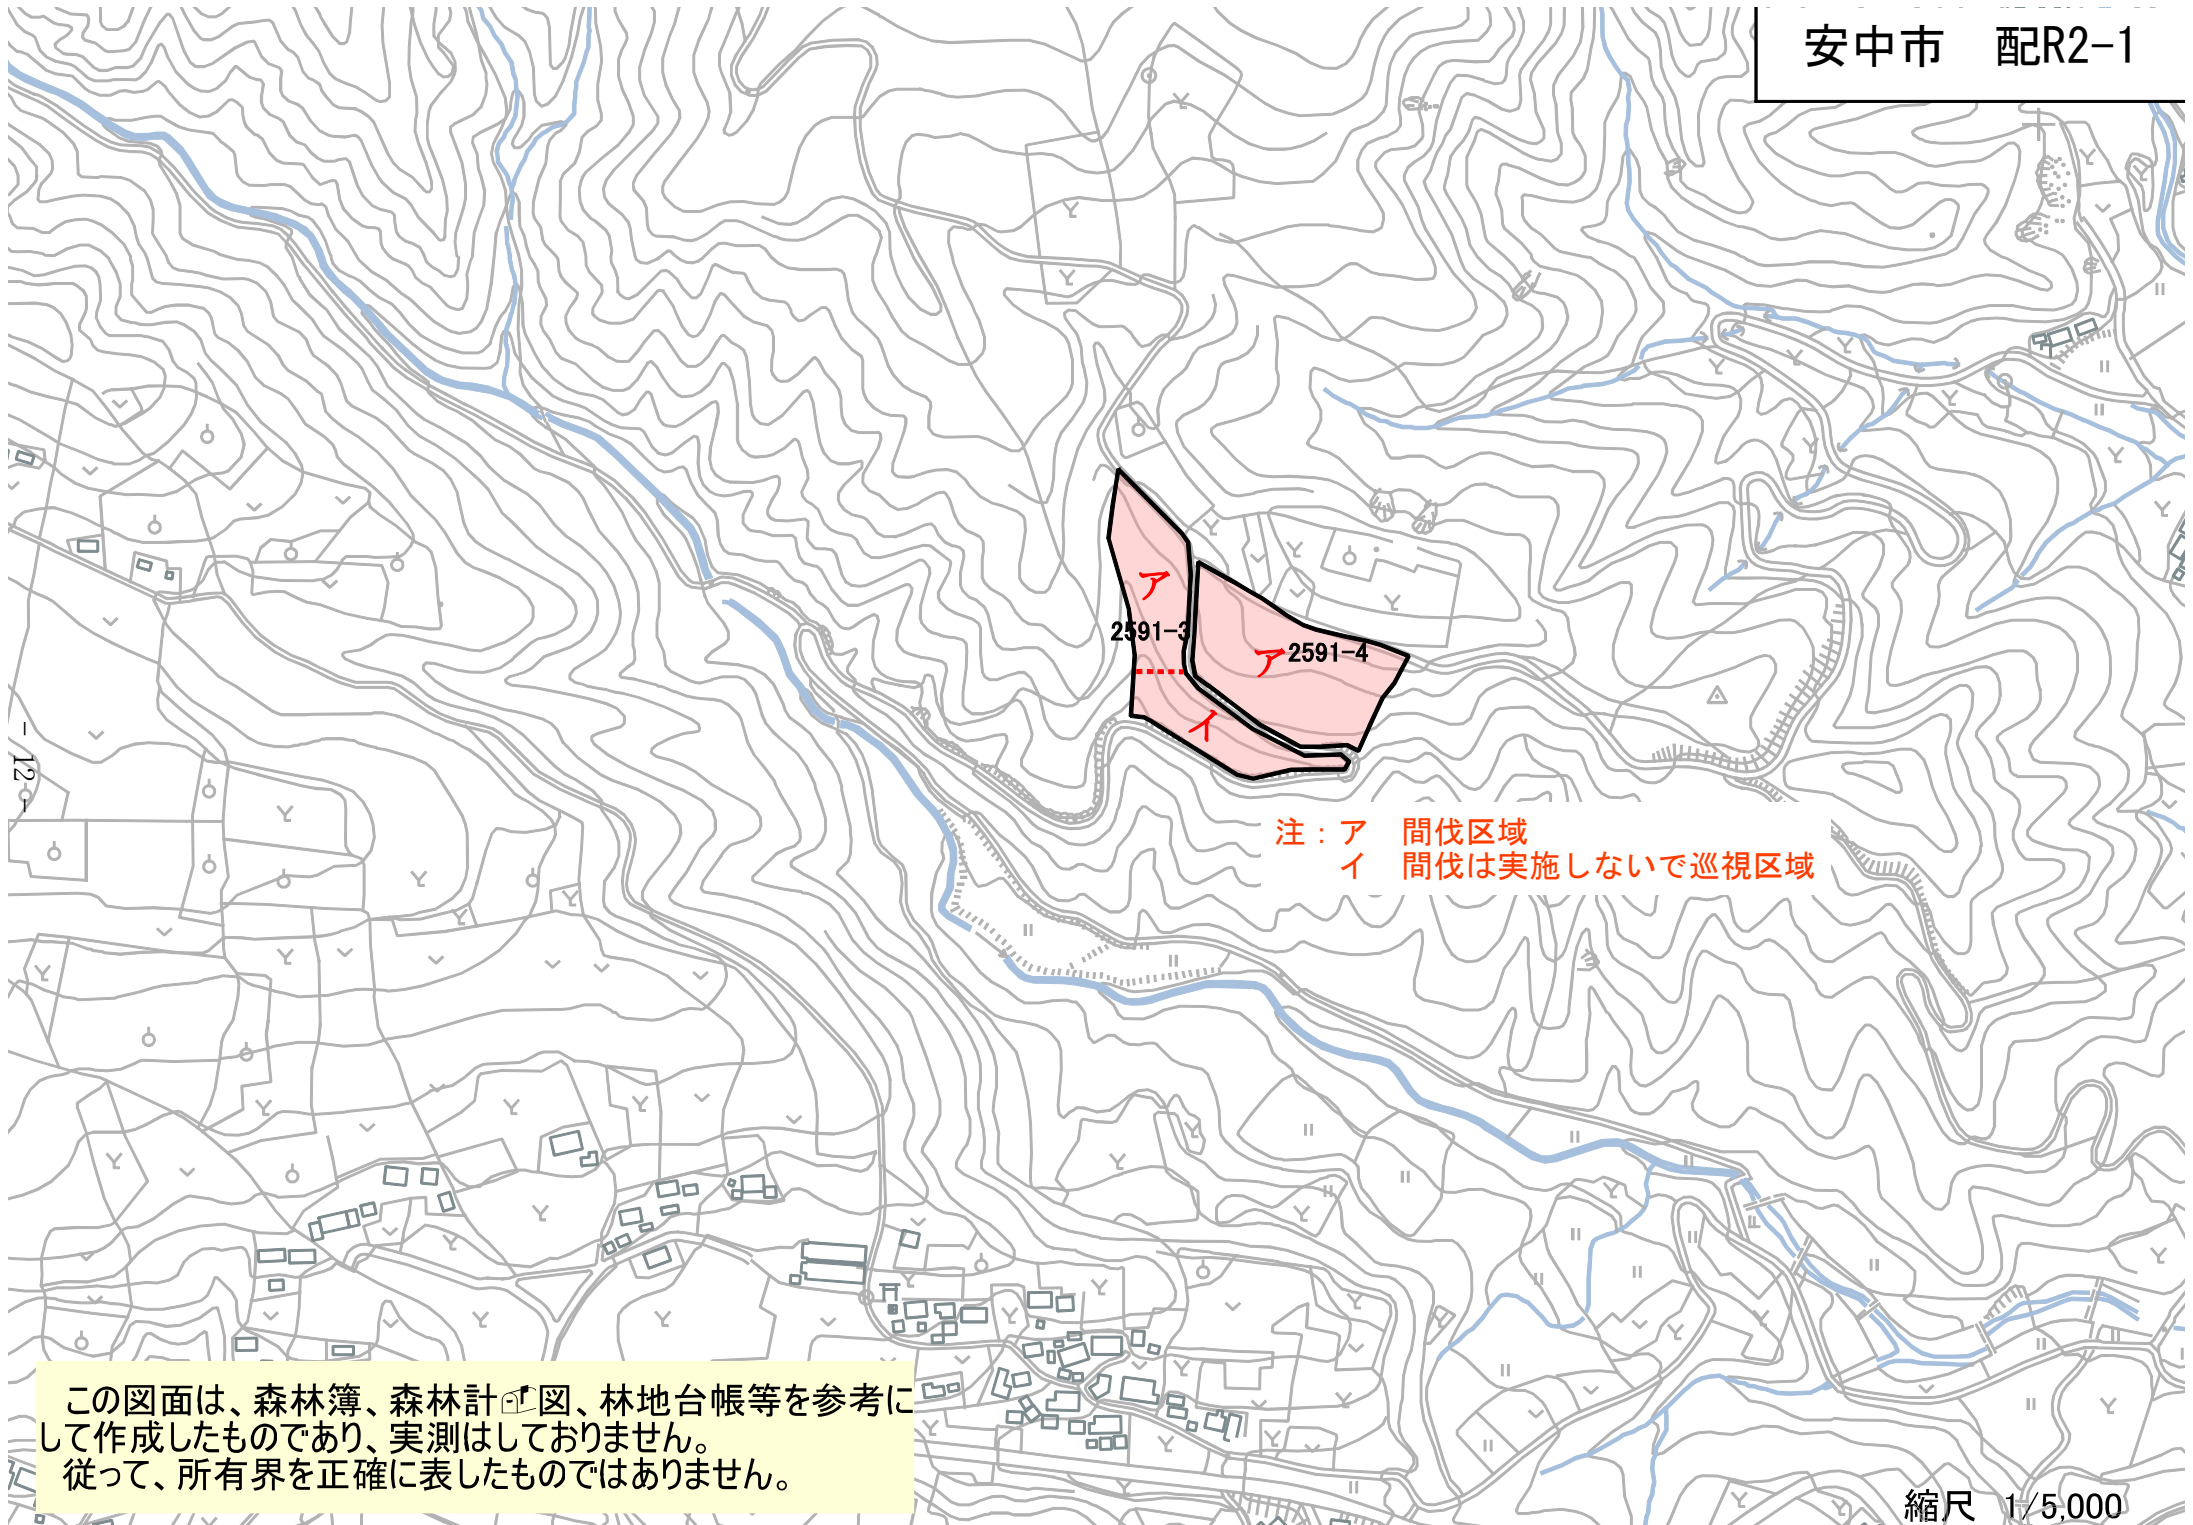 安中市　配R2-1
ア
2591-3
ア 2591-4
イ
- 12 -
注：ア　間伐区域
イ　間伐は実施しないで巡視区域
この図面は、森林簿、森林計図、林地台帳等を参考に
して作成したものであり、実測はしておりません。
従って、所有界を正確に表したものではありません。
縮尺　1/5,000